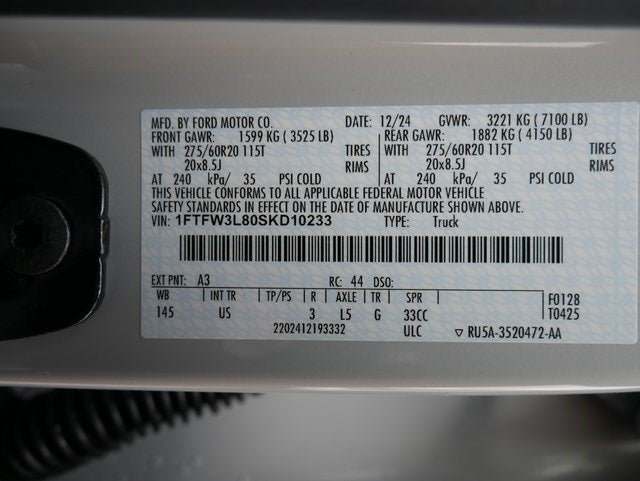 MFD. BY FORD MOTOR CO. DATE: 12/24 GVWR: 3221 KG ( 7100 LB)
FRONT GAWR: 1599 KG ( 3525 LB) REAR GAWR: 1882 KG ( 4150 LB)
WITH 275/60R20 115T TIRES WITH 275/60R20 115T TIRES
20x8.5J RIMS 20x8.5J RIMS
AT 240 kPa/ 35 PSI COLD AT 240 kPa/ 35 PSI COLD
THIS VEHICLE CONFORMS TO ALL APPLICABLE FEDERAL MOTOR VEHICLE
SAFETY STANDARDS IN EFFECT ON THE DATE OF MANUFACTURE SHOWN ABOVE.
VIN: 1FTFW3L80SKD10233 TYPE: Truck
EXT PNT: A3 RC: 44 DSO:
WB INT TR TP/PS R AXLE TR SPR F0128
145 US 3 L5 G 33CC T0425
2202412193332 ULC ▽ RU5A-3520472-AA